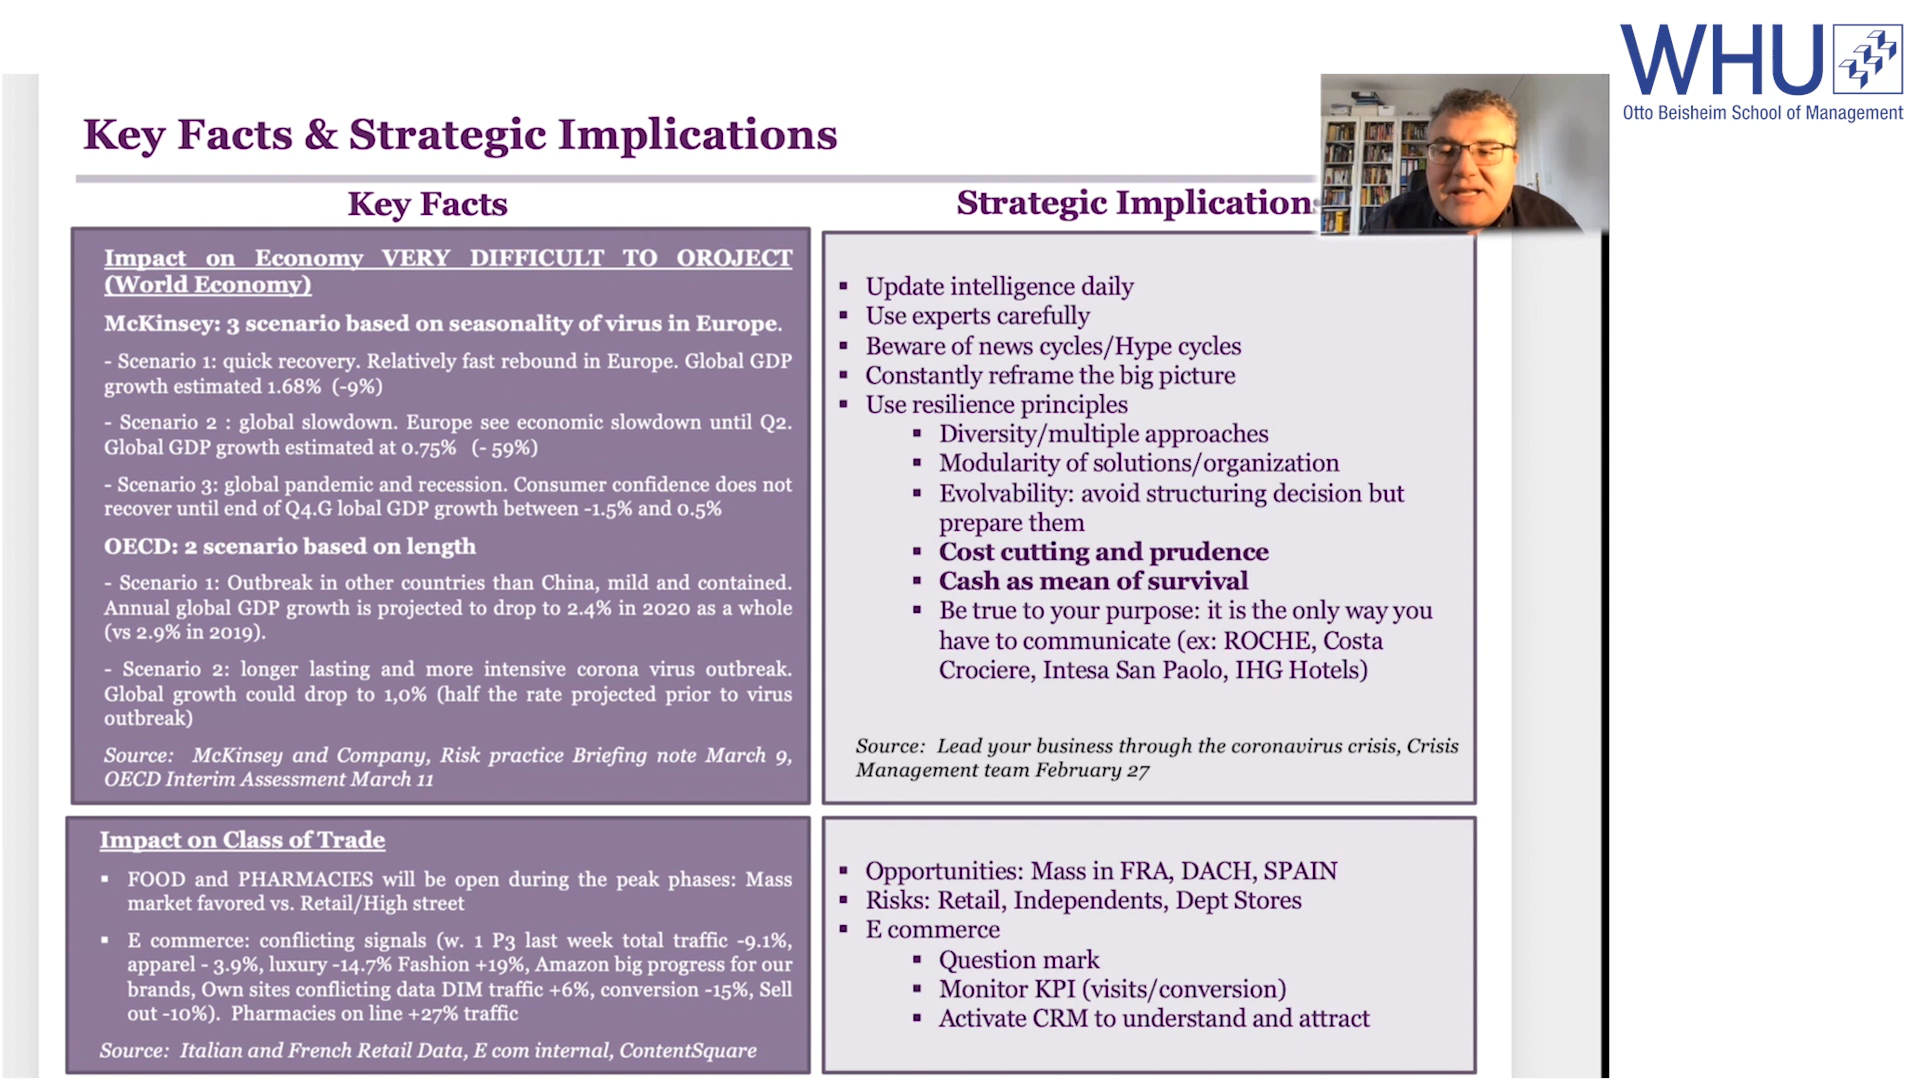 WHU
Otto Beisheim School of Management
Key Facts & Strategic Implications
Key Facts
Impact on Economy VERY DIFFICULT TO OROJECT
(World Economy)
McKinsey: 3 scenario based on seasonality of virus in Europe.
- Scenario 1: quick recovery. Relatively fast rebound in Europe. Global GDP
growth estimated 1.68% (-9%)
- Scenario 2 : global slowdown. Europe see economic slowdown until Q2.
Global GDP growth estimated at 0.75% (- 59%)
- Scenario 3: global pandemic and recession. Consumer confidence does not
recover until end of Q4.G lobal GDP growth between -1.5% and 0.5%
OECD: 2 scenario based on length
- Scenario 1: Outbreak in other countries than China, mild and contained.
Annual global GDP growth is projected to drop to 2.4% in 2020 as a whole
(vs 2.9% in 2019).
- Scenario 2: longer lasting and more intensive corona virus outbreak.
Global growth could drop to 1,0% (half the rate projected prior to virus
outbreak)
Source: McKinsey and Company, Risk practice Briefing note March 9,
OECD Interim Assessment March 11
Strategic Implication
▪ Update intelligence daily
▪ Use experts carefully
▪ Beware of news cycles/Hype cycles
▪ Constantly reframe the big picture
▪ Use resilience principles
▪ Diversity/multiple approaches
▪ Modularity of solutions/organization
▪ Evolvability: avoid structuring decision but
prepare them
▪ Cost cutting and prudence
▪ Cash as mean of survival
▪ Be true to your purpose: it is the only way you
have to communicate (ex: ROCHE, Costa
Crociere, Intesa San Paolo, IHG Hotels)
Source: Lead your business through the coronavirus crisis, Crisis
Management team February 27
Impact on Class of Trade
▪ FOOD and PHARMACIES will be open during the peak phases: Mass
market favored vs. Retail/High street
▪ E commerce: conflicting signals (w. 1 P3 last week total traffic -9.1%,
apparel - 3.9%, luxury -14.7% Fashion +19%, Amazon big progress for our
brands, Own sites conflicting data DIM traffic +6%, conversion -15%, Sell
out -10%). Pharmacies on line +27% traffic
Source: Italian and French Retail Data, E com internal, ContentSquare
▪ Opportunities: Mass in FRA, DACH, SPAIN
▪ Risks: Retail, Independents, Dept Stores
▪ E commerce
▪ Question mark
▪ Monitor KPI (visits/conversion)
▪ Activate CRM to understand and attract